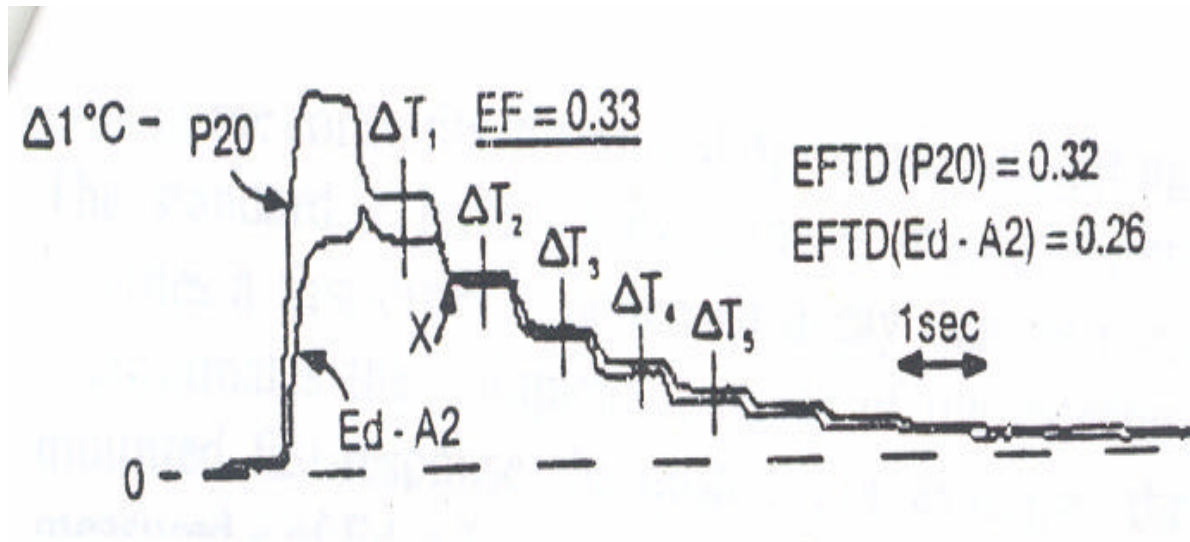 Δ1°C - P20 ΔT₁ EF = 0.33
EFTD (P20) = 0.32
ΔT₂
EFTD(Ed - A2) = 0.26
ΔT₃
ΔT₄
ΔT₅
1sec
X
Ed - A2
0 -